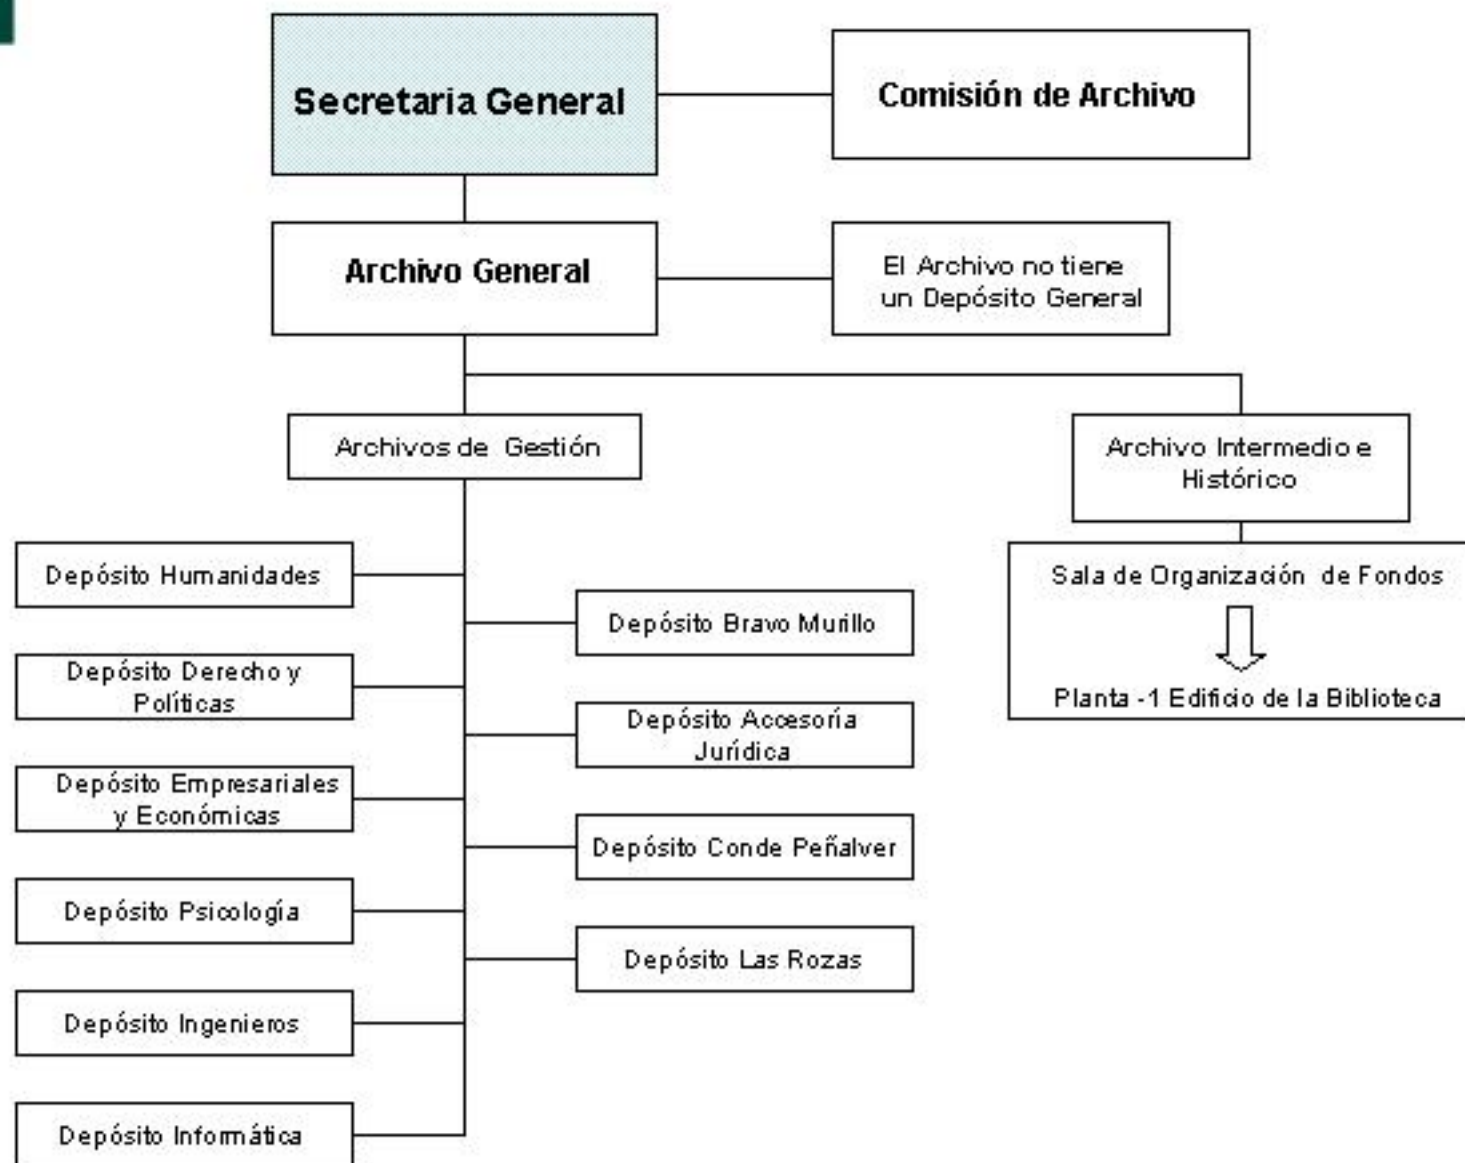 Secretaria General
Comisión de Archivo
Archivo General
El Archivo no tiene
un Depósito General
Archivos de Gestión
Archivo Intermedio e
Histórico
Depósito Humanidades
Depósito Derecho y
Políticas
Depósito Empresariales
y Económicas
Depósito Psicología
Depósito Ingenieros
Depósito Informática
Depósito Bravo Murillo
Depósito Accesoría
Jurídica
Depósito Conde Peñalver
Depósito Las Rozas
Sala de Organización de Fondos
Planta -1 Edificio de la Biblioteca